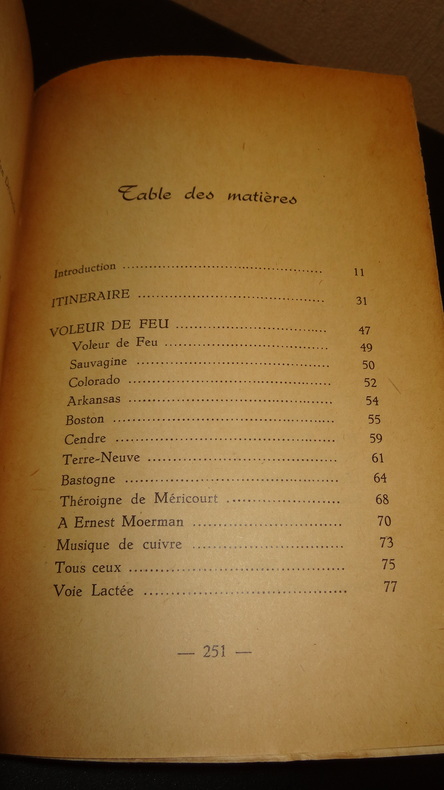 Table des matières
Introduction .......... 11
ITINERAIRE .......... 31
VOLEUR DE FEU .......... 47
Voleur de Feu .......... 49
Sauvagine .......... 50
Colorado .......... 52
Arkansas .......... 54
Boston .......... 55
Cendre .......... 59
Terre-Neuve .......... 61
Bastogne .......... 64
Théroigne de Méricourt .......... 68
A Ernest Moerman .......... 70
Musique de cuivre .......... 73
Tous ceux .......... 75
Voie Lactée .......... 77
— 251 —